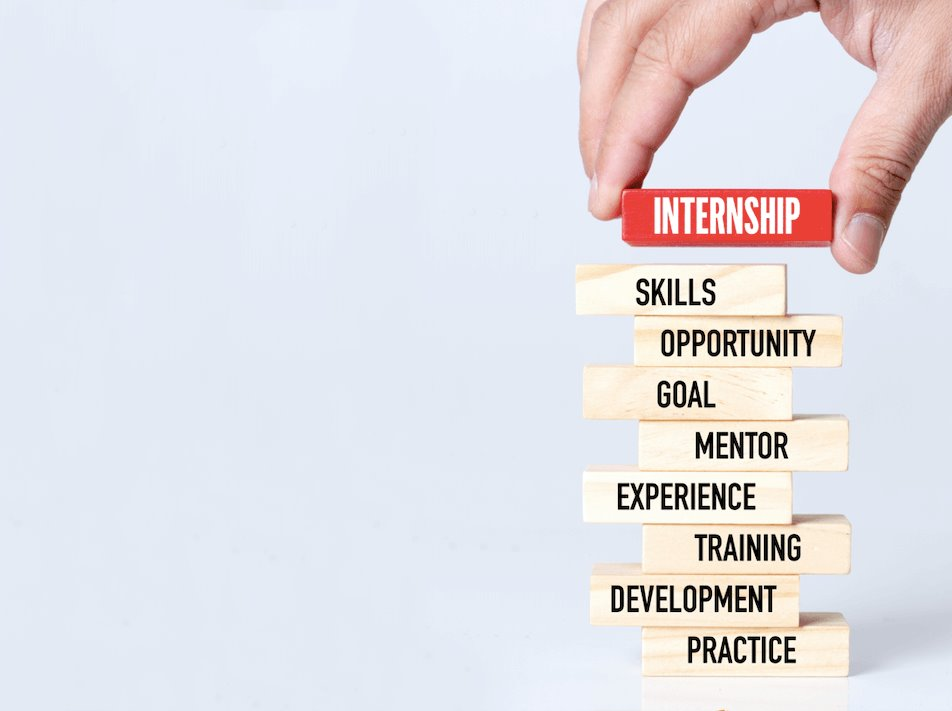 INTERNSHIP
SKILLS
OPPORTUNITY
GOAL
MENTOR
EXPERIENCE
TRAINING
DEVELOPMENT
PRACTICE